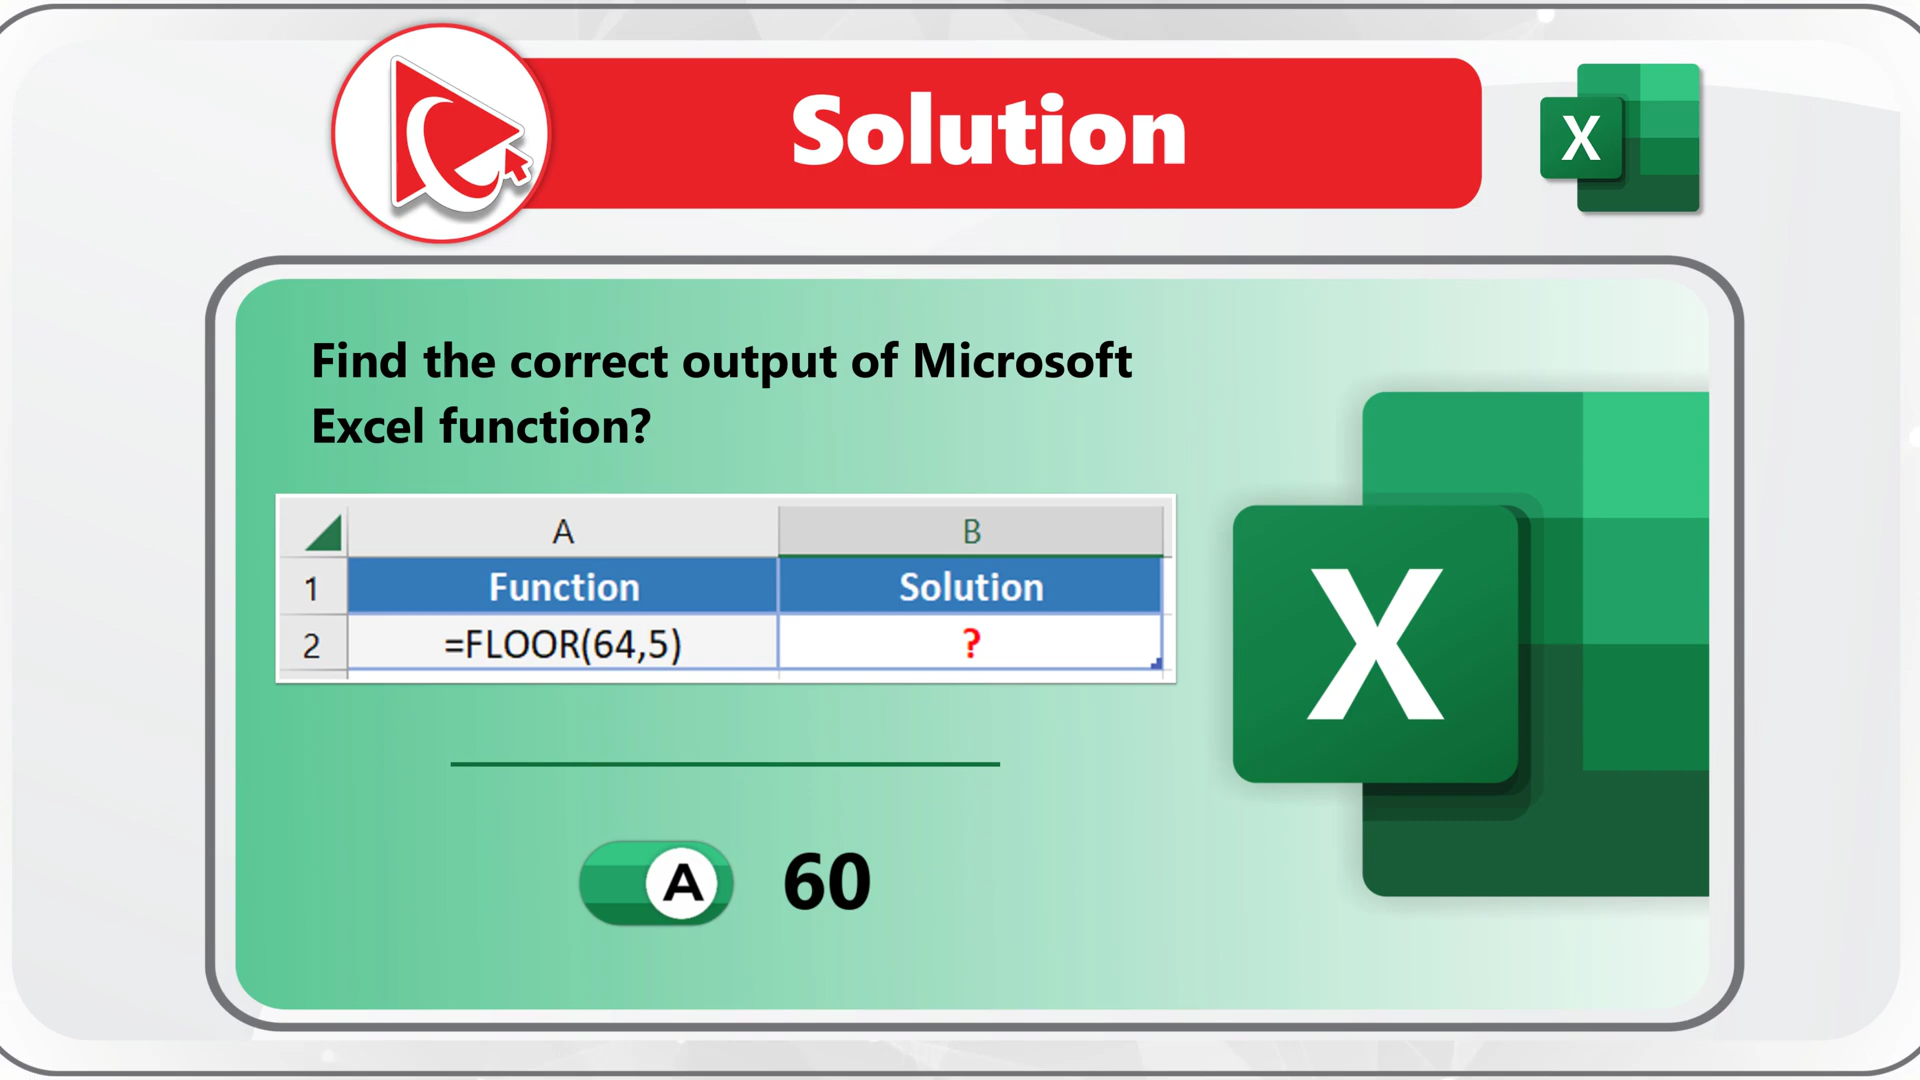 Solution
X
Find the correct output of Microsoft
Excel function?
A B
1 Function Solution
2 =FLOOR(64,5) ?
X
A 60